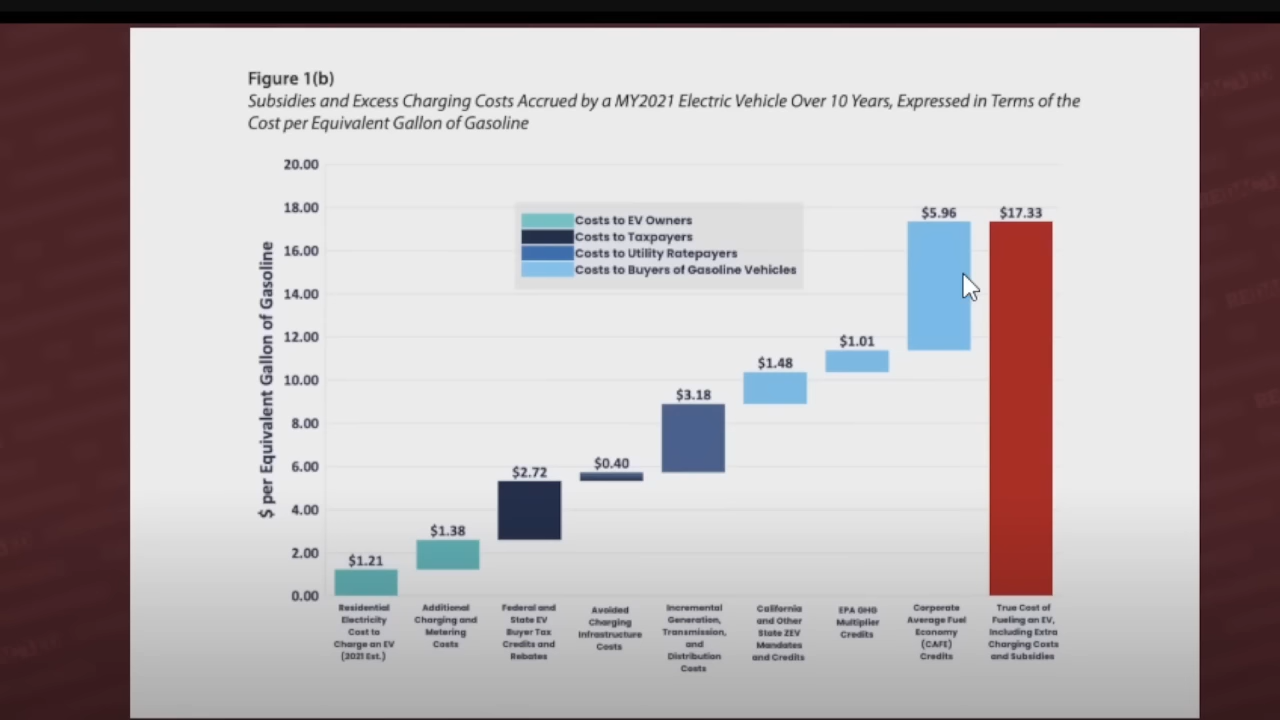 Figure 1(b)
Subsidies and Excess Charging Costs Accrued by a MY2021 Electric Vehicle Over 10 Years, Expressed in Terms of the
Cost per Equivalent Gallon of Gasoline
$ per Equivalent Gallon of Gasoline
20.00
18.00
16.00
14.00
12.00
10.00
8.00
6.00
4.00
2.00
0.00
Costs to EV Owners
Costs to Taxpayers
Costs to Utility Ratepayers
Costs to Buyers of Gasoline Vehicles
$1.21
$1.38
$2.72
$0.40
$3.18
$1.48
$1.01
$5.96
$17.33
Residential
Electricity
Cost to
Charge an EV
(2021 Est.)
Additional
Charging and
Metering
Costs
Federal and
State EV
Buyer Tax
Credits and
Rebates
Avoided
Charging
Infrastructure
Costs
Incremental
Generation,
Transmission,
and
Distribution
Costs
California
and Other
State ZEV
Mandates
and Credits
EPA GHG
Multiplier
Credits
Corporate
Average Fuel
Economy
(CAFE)
Credits
True Cost of
Fueling an EV,
Including Extra
Charging Costs
and Subsidies